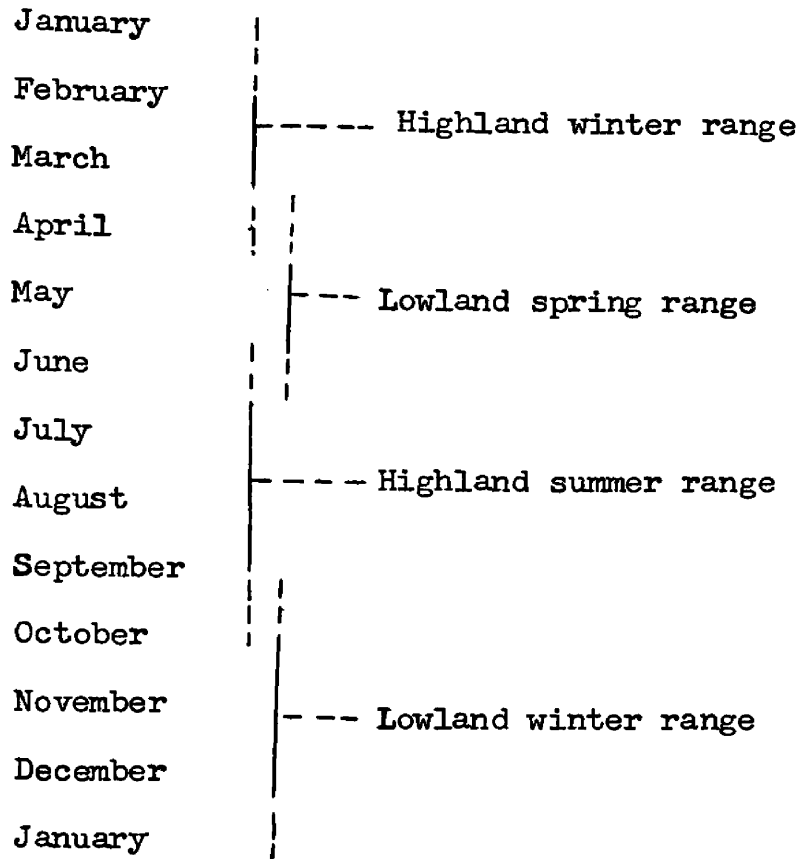 January
February
Highland winter range
March
April
May
Lowland spring range
June
July
Highland summer range
August
September
October
November
Lowland winter range
December
January